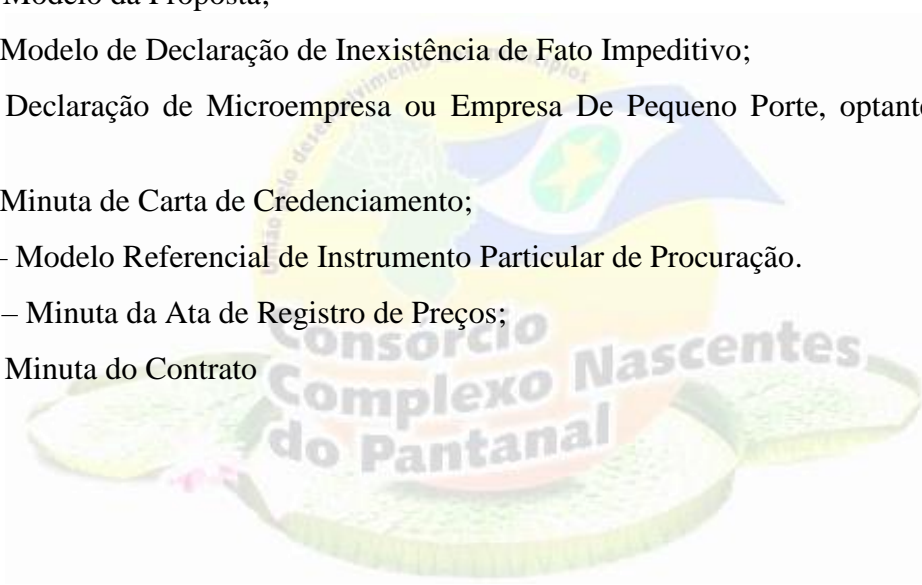 Modelo da Proposta;
Modelo de Declaração de Inexistência de Fato Impeditivo;
Declaração de Microempresa ou Empresa De Pequeno Porte,
Minuta de Carta de Credenciamento;
– Modelo Referencial de Instrumento Particular de Procuração.
– Minuta da Ata de Registro de Preços;
Minuta do Contrato
Consórcio
Complexo Nascentes
do Pantanal